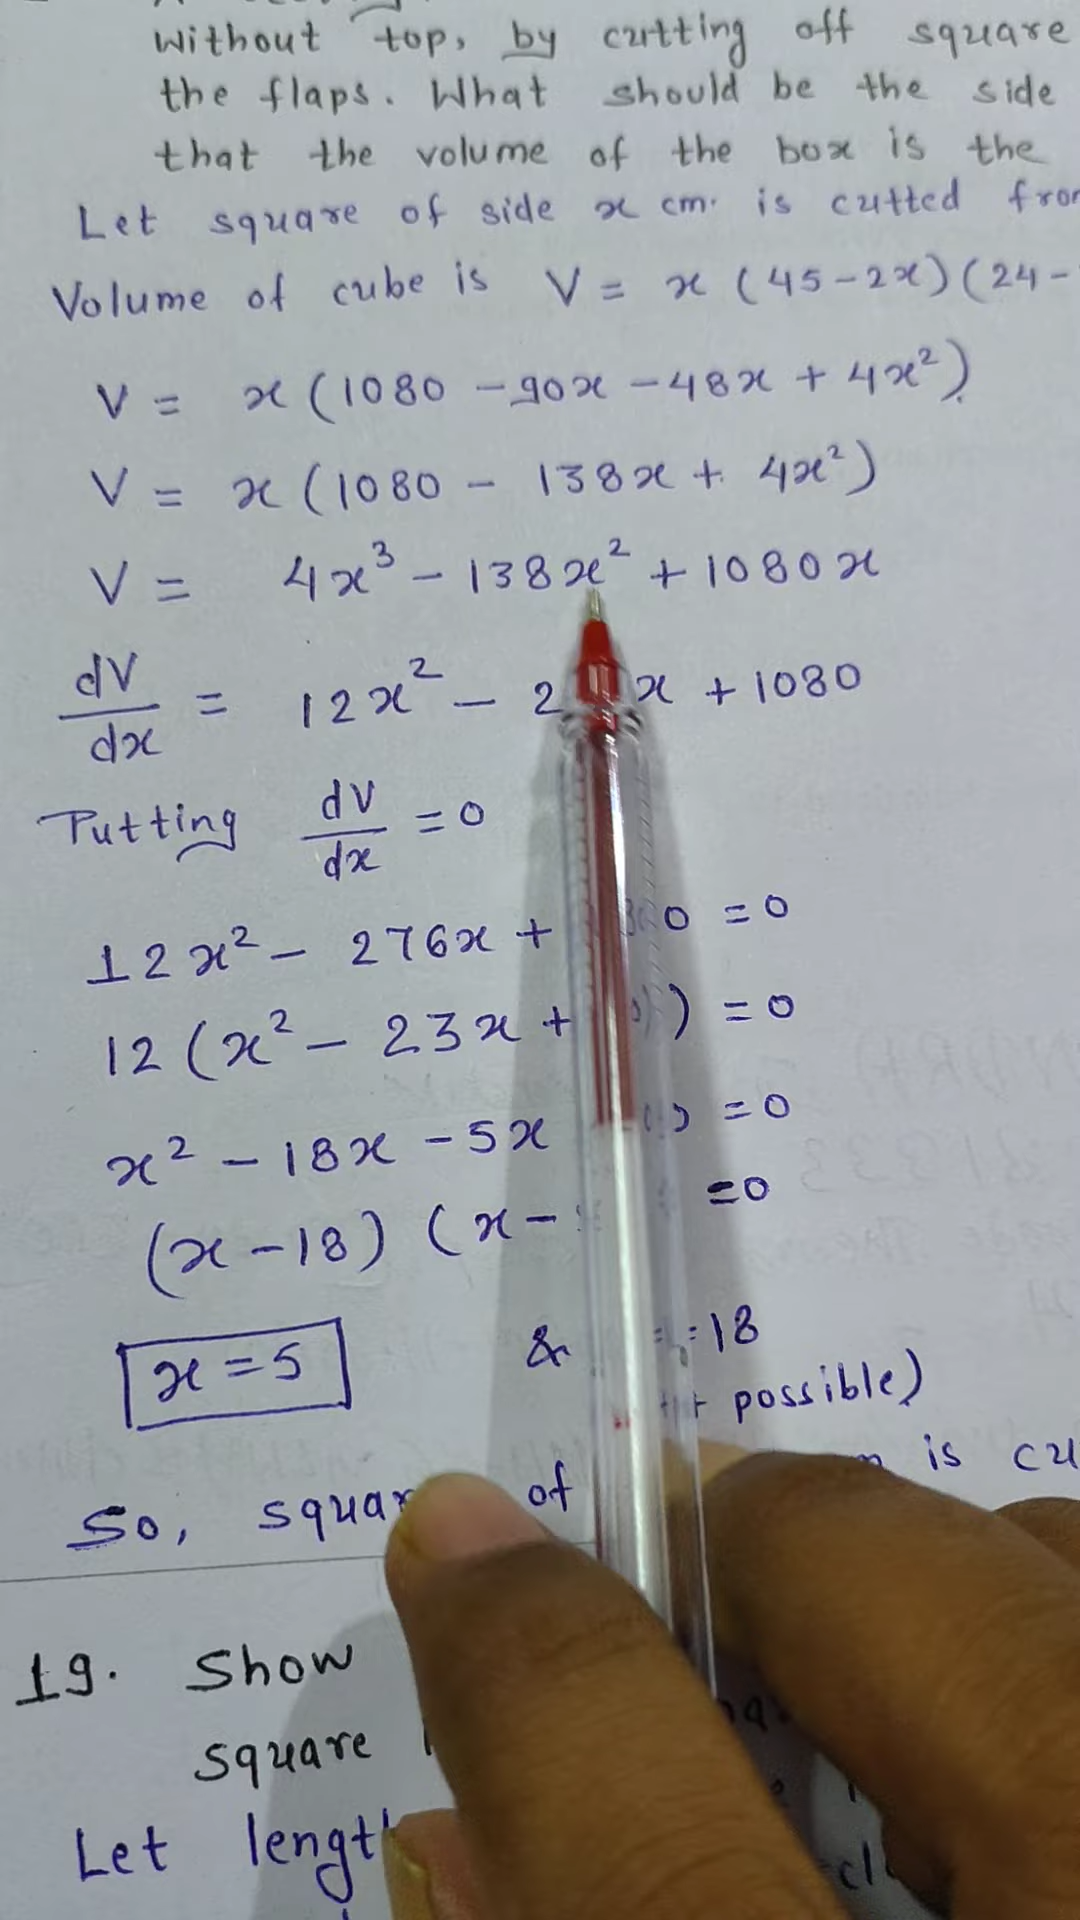 without top, by cutting off square
the flaps. What should be the side
that the volume of the box is the
Let square of side x cm. is cutted from
Volume of cube is V = x (45-2x)(24-
V = x(1080 -90x -48x + 4x²)
V = x(1080 - 138x + 4x²)
V = 4x³ - 138x² + 1080x
dV/dx = 12x² - 2 x + 1080
Putting dV/dx = 0
12x² - 276x + 0 = 0
12(x² - 23x + ) = 0
x² - 18x - 5x = 0
(x-18) (x- =0
x = 5 & = 18
possible)
So, square of is cu
19. Show
square
Let length